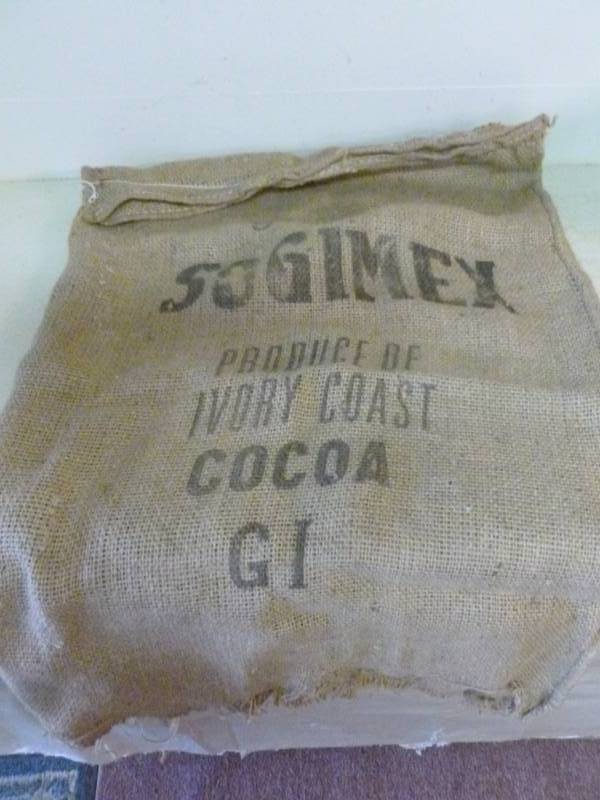 SOGIMEX
PRODUCE OF
IVORY COAST
COCOA
GI